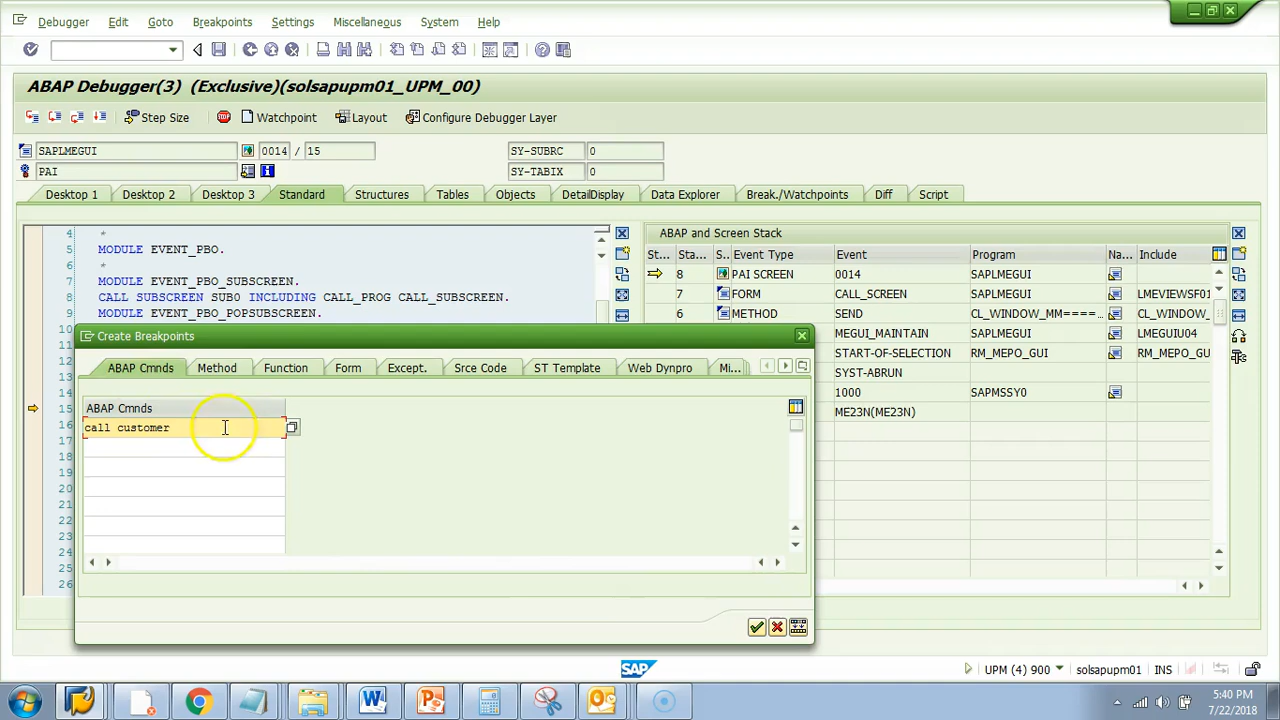 Debugger Edit Goto Breakpoints Settings Miscellaneous System Help
ABAP Debugger(3) (Exclusive)(solsapupm01_UPM_00)
Step Size Watchpoint Layout Configure Debugger Layer
SAPLMEGUI 0014 / 15 SY-SUBRC 0
PAI SY-TABIX 0
Desktop 1 Desktop 2 Desktop 3 Standard Structures Tables Objects DetailDisplay Data Explorer Break./Watchpoints Diff Script
4 *
5 MODULE EVENT_PBO.
6 *
7 MODULE EVENT_PBO_SUBSCREEN.
8 CALL SUBSCREEN SUB0 INCLUDING CALL_PROG CALL_SUBSCREEN.
9 MODULE EVENT_PBO_POPSUBSCREEN.
10
11
12
13
14
15
16
17
18
19
20
21
22
23
24
25
26
ABAP and Screen Stack
St... Sta... S.. Event Type Event Program Na... Include
8 PAI SCREEN 0014 SAPLMEGUI
7 FORM CALL_SCREEN SAPLMEGUI LMEVIEWSF01
6 METHOD SEND CL_WINDOW_MM====... CL_WINDOW_...
MEGUI_MAINTAIN SAPLMEGUI LMEGUIU04
START-OF-SELECTION RM_MEPO_GUI RM_MEPO_GU...
SYST-ABRUN
1000 SAPMSSY0
ME23N(ME23N)
Create Breakpoints
ABAP Cmnds Method Function Form Except. Srce Code ST Template Web Dynpro Mi...
ABAP Cmnds
call customer
SAP
UPM (4) 900 solsapupm01 INS
5:40 PM
7/22/2018